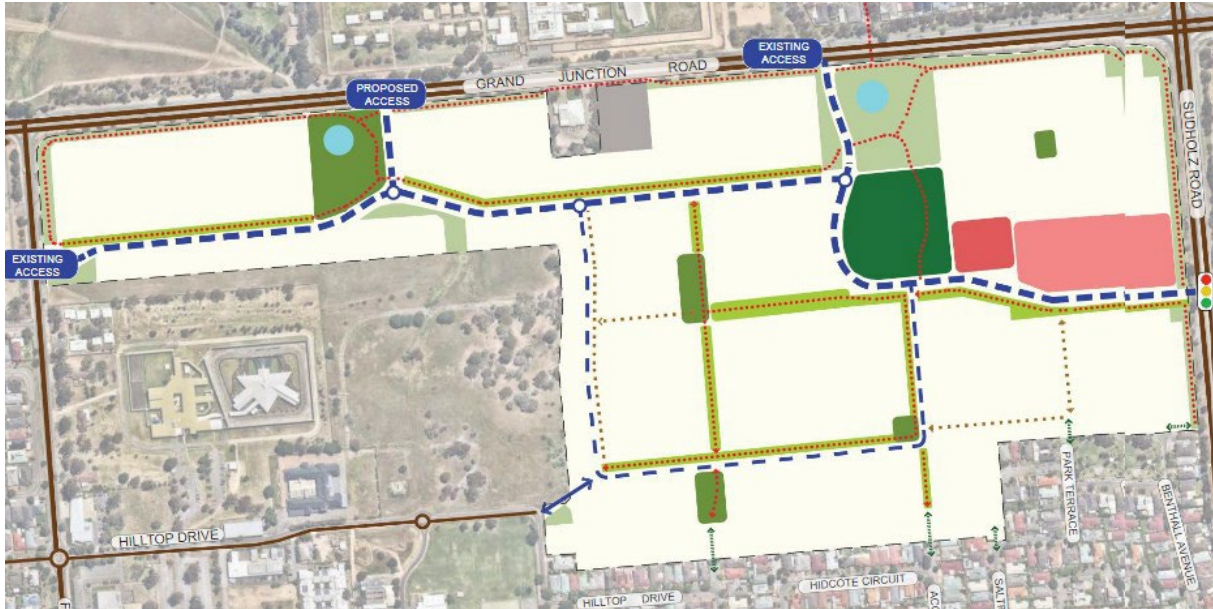 EXISTING
ACCESS
GRAND JUNCTION ROAD
PROPOSED
ACCESS
SUDHOLZ ROAD
EXISTING
ACCESS
HILLTOP DRIVE
PARK TERRACE
BENTHALL AVENUE
HIDCOTE CIRCUIT
HILLTOP DRIVE